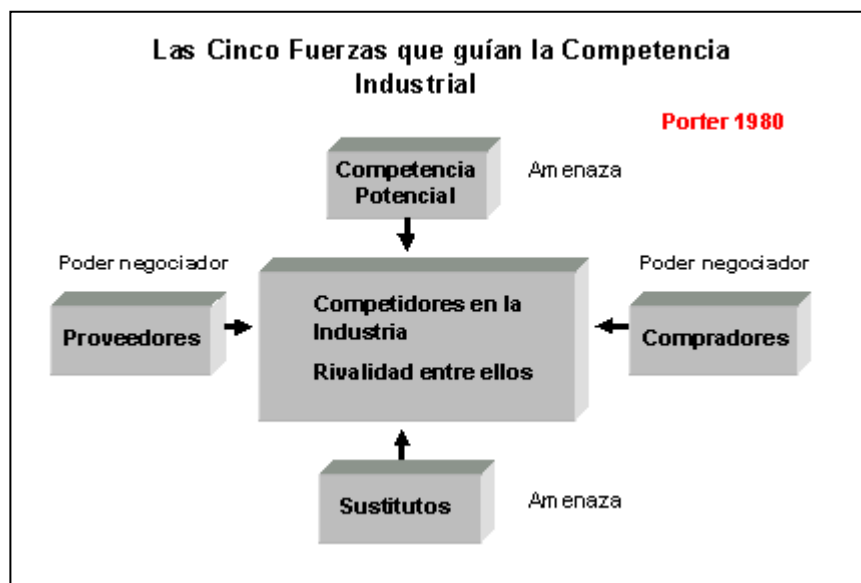 Las Cinco Fuerzas que guían la Competencia
Industrial
Porter 1980
Competencia
Potencial
Amenaza
Poder negociador
Poder negociador
Proveedores
Competidores en la
Industria
Rivalidad entre ellos
Compradores
Sustitutos
Amenaza